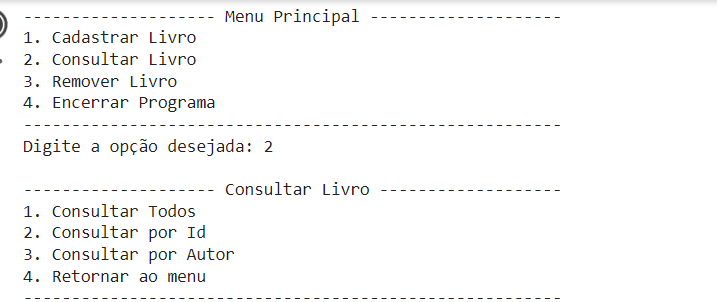 -------------------- Menu Principal --------------------
1. Cadastrar Livro
2. Consultar Livro
3. Remover Livro
4. Encerrar Programa
--------------------------------------------------------
Digite a opção desejada: 2
-------------------- Consultar Livro -------------------
1. Consultar Todos
2. Consultar por Id
3. Consultar por Autor
4. Retornar ao menu
--------------------------------------------------------